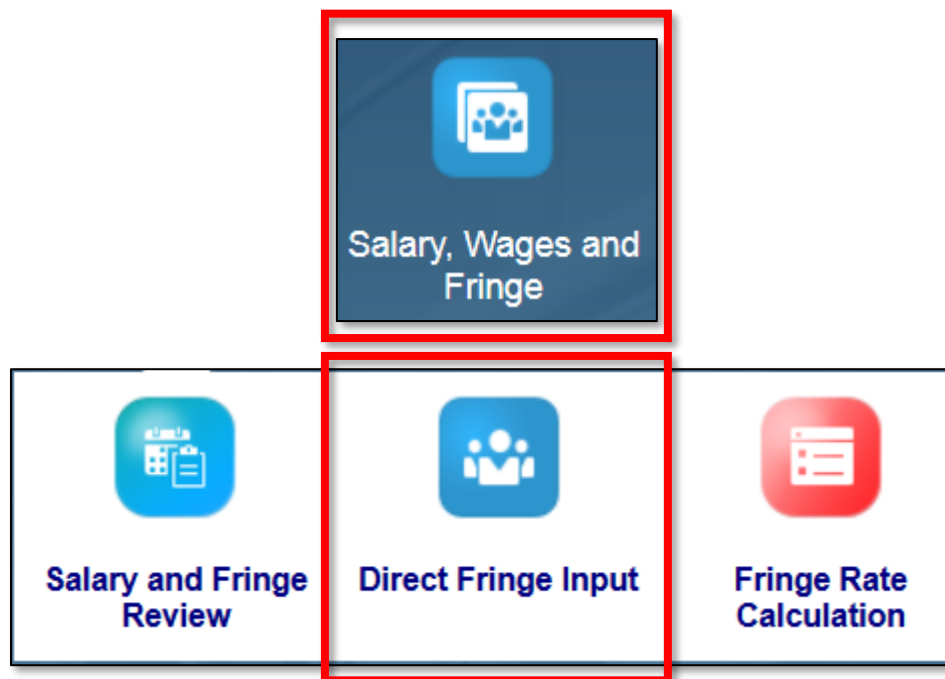 Salary, Wages and
Fringe
Salary and Fringe
Review
Direct Fringe Input
Fringe Rate
Calculation